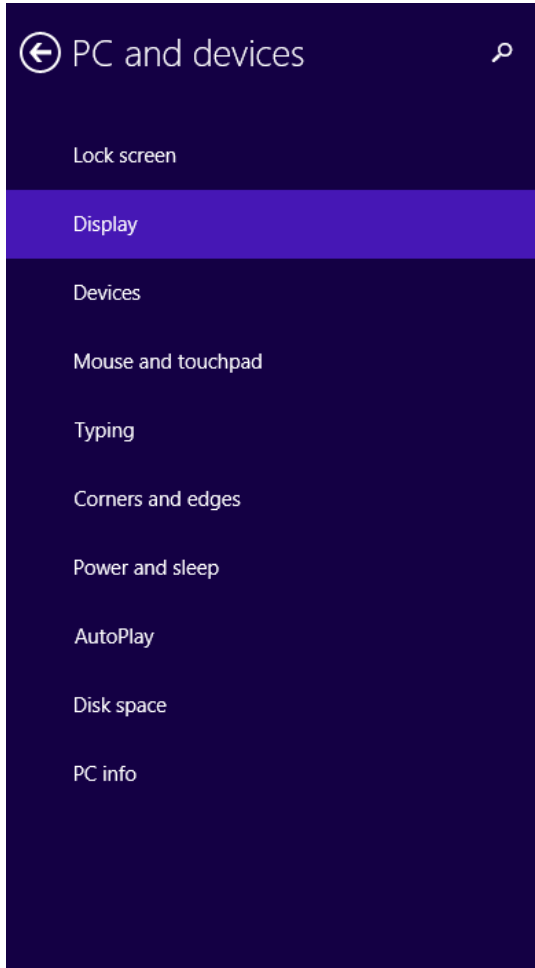 PC and devices
Lock screen
Display
Devices
Mouse and touchpad
Typing
Corners and edges
Power and sleep
AutoPlay
Disk space
PC info